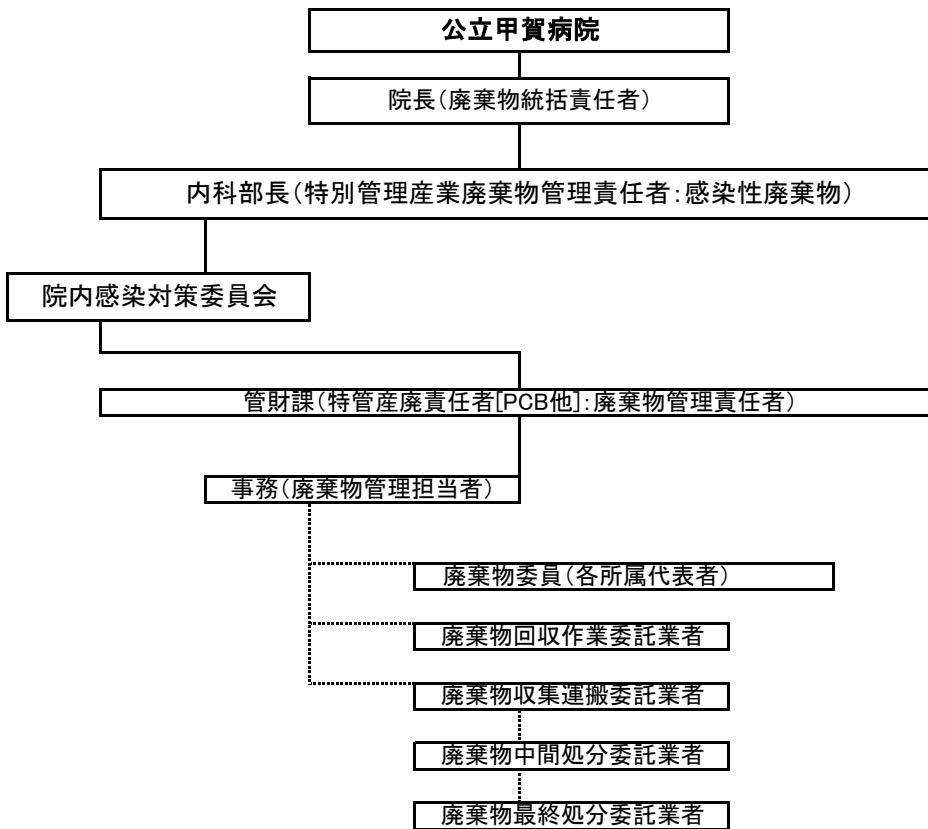 公立甲賀病院
院長(廃棄物統括責任者)
内科部長(特別管理産業廃棄物管理責任者:感染性廃棄物)
院内感染対策委員会
管財課(特管産廃責任者[PCB他]:廃棄物管理責任者)
事務(廃棄物管理担当者)
廃棄物委員(各所属代表者)
廃棄物回収作業委託業者
廃棄物収集運搬委託業者
廃棄物中間処分委託業者
廃棄物最終処分委託業者